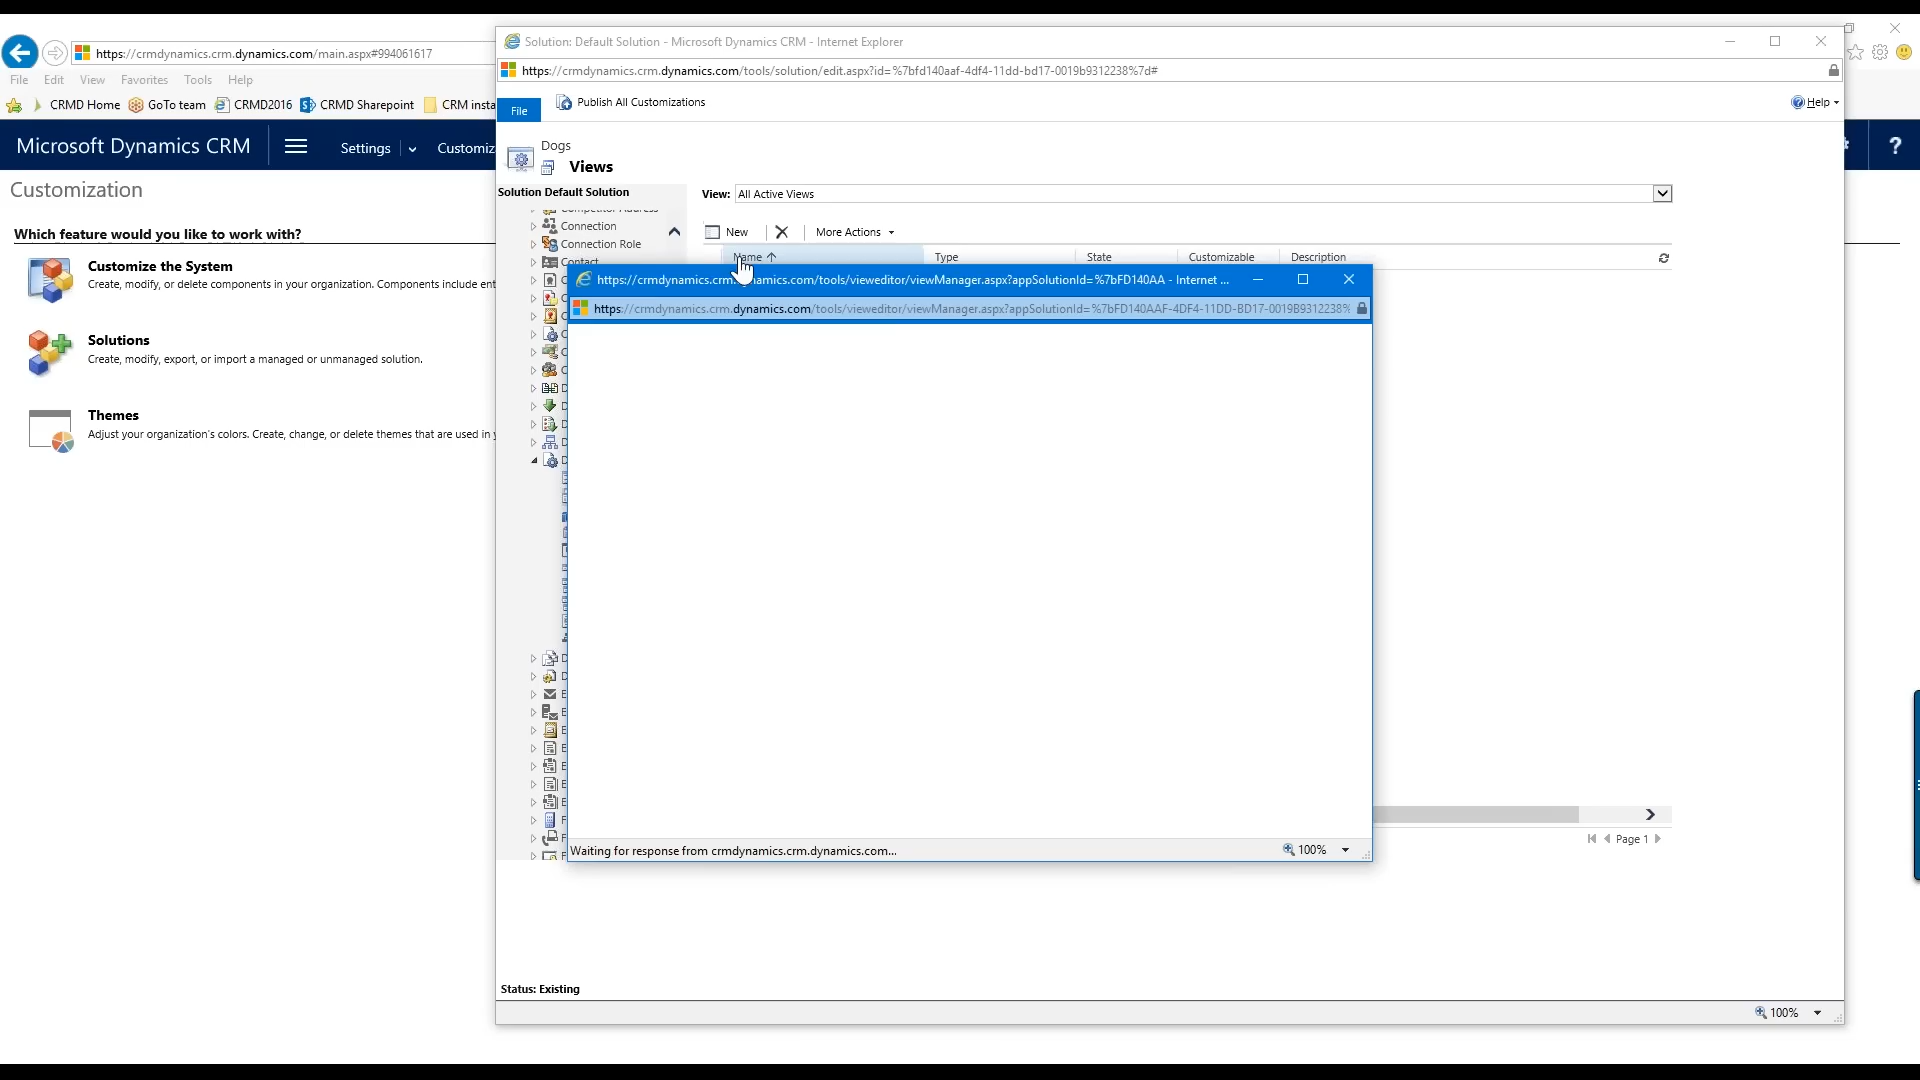 https://crmdynamics.crm.dynamics.com/main.aspx#994061617
File Edit View Favorites Tools Help
CRMD Home GoTo team CRMD2016 CRMD Sharepoint CRM insta
Microsoft Dynamics CRM Settings Customiz
Customization
Which feature would you like to work with?
Customize the System
Create, modify, or delete components in your organization. Components include ent
Solutions
Create, modify, export, or import a managed or unmanaged solution.
Themes
Adjust your organization's colors. Create, change, or delete themes that are used in y
Solution: Default Solution - Microsoft Dynamics CRM - Internet Explorer
https://crmdynamics.crm.dynamics.com/tools/solution/edit.aspx?id=%7bfd140aaf-4df4-11dd-bd17-0019b9312238%7d#
File Publish All Customizations Help
Dogs
Views
Solution Default Solution
View: All Active Views
Competitor Address
Connection
Connection Role
Contact
New More Actions
Name Type State Customizable Description
https://crmdynamics.crm.dynamics.com/tools/vieweditor/viewManager.aspx?appSolutionId=%7bFD140AA - Internet ...
https://crmdynamics.crm.dynamics.com/tools/vieweditor/viewManager.aspx?appSolutionId=%7bFD140AAF-4DF4-11DD-BD17-0019B9312238%
Waiting for response from crmdynamics.crm.dynamics.com...
100%
Page 1
Status: Existing
100%
?